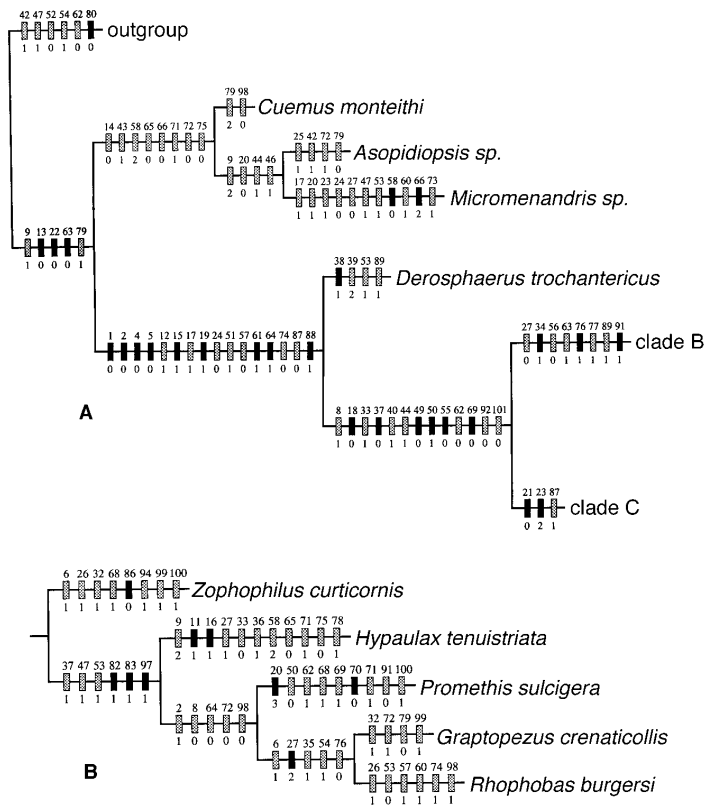 42 47 52 54 62 80
outgroup
1 1 0 1 0 0
79 98
Cuemus monteithi
2 0
14 43 58 65 66 71 72 75
0 1 2 0 0 1 0 0
25 42 72 79
Asopidiopsis sp.
1 1 1 0
9 20 44 46
2 0 1 1
17 20 23 24 27 47 53 58 60 66 73
Micromenandris sp.
1 1 1 0 0 1 1 0 1 2 1
9 13 22 63 79
1 0 0 0 1
38 39 53 89
Derosphaerus trochantericus
1 2 1 1
1 2 4 5 12 15 17 19 24 51 57 61 64 74 87 88
0 0 0 0 1 1 1 1 0 1 0 1 1 0 0 1
27 34 56 63 76 77 89 91
clade B
0 1 0 1 1 1 1 1
A
8 18 33 37 40 44 49 50 55 62 69 92 101
1 0 1 0 1 1 0 1 0 0 0 0 0
21 23 87
clade C
0 2 1
6 26 32 68 86 94 99 100
Zophophilus curticornis
1 1 1 1 0 1 1 1
9 11 16 27 33 36 58 65 71 75 78
Hypaulax tenuistriata
2 1 1 1 0 1 2 0 1 0 1
37 47 53 82 83 97
1 1 1 1 1 1
20 50 62 68 69 70 71 91 100
Promethis sulcigera
3 0 1 1 1 0 1 0 1
2 8 64 72 98
1 0 0 0 0
32 72 79 99
Graptopezus crenaticollis
1 1 0 1
6 27 35 54 76
1 2 1 1 0
26 53 57 60 74 98
Rhophobas burgersi
1 0 1 1 1 1
B